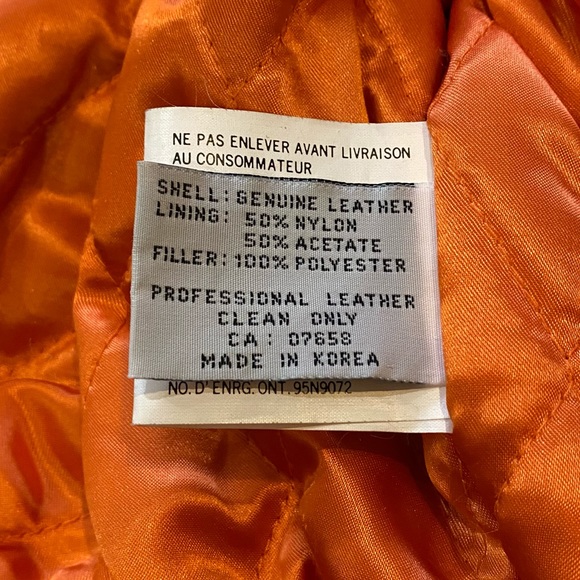 NE PAS ENLEVER AVANT LIVRAISON
AU CONSOMMATEUR
SHELL: GENUINE LEATHER
LINING: 50% NYLON
50% ACETATE
FILLER: 100% POLYESTER
PROFESSIONAL LEATHER
CLEAN ONLY
CA: 07658
MADE IN KOREA
NO. D'ENRG. ONT. 95N9072